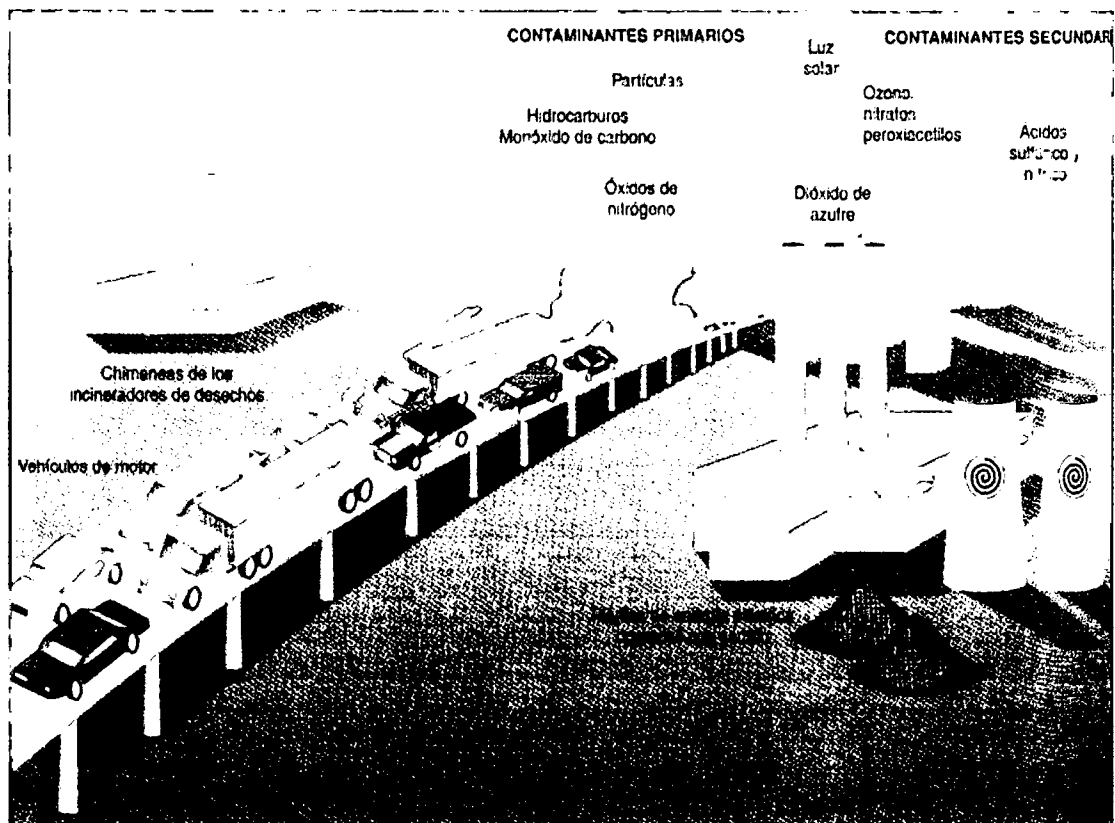 CONTAMINANTES PRIMARIOS
Luz
solar
CONTAMINANTES SECUNDAR
Partículas
Hidrocarburos
Monóxido de carbono
Ozono,
nitratos
peroxiacetilos
Ácidos
y
Óxidos de
nitrógeno
Dióxido de
azufre
Chimeneas de los
incineradores de desechos
Vehículos de motor